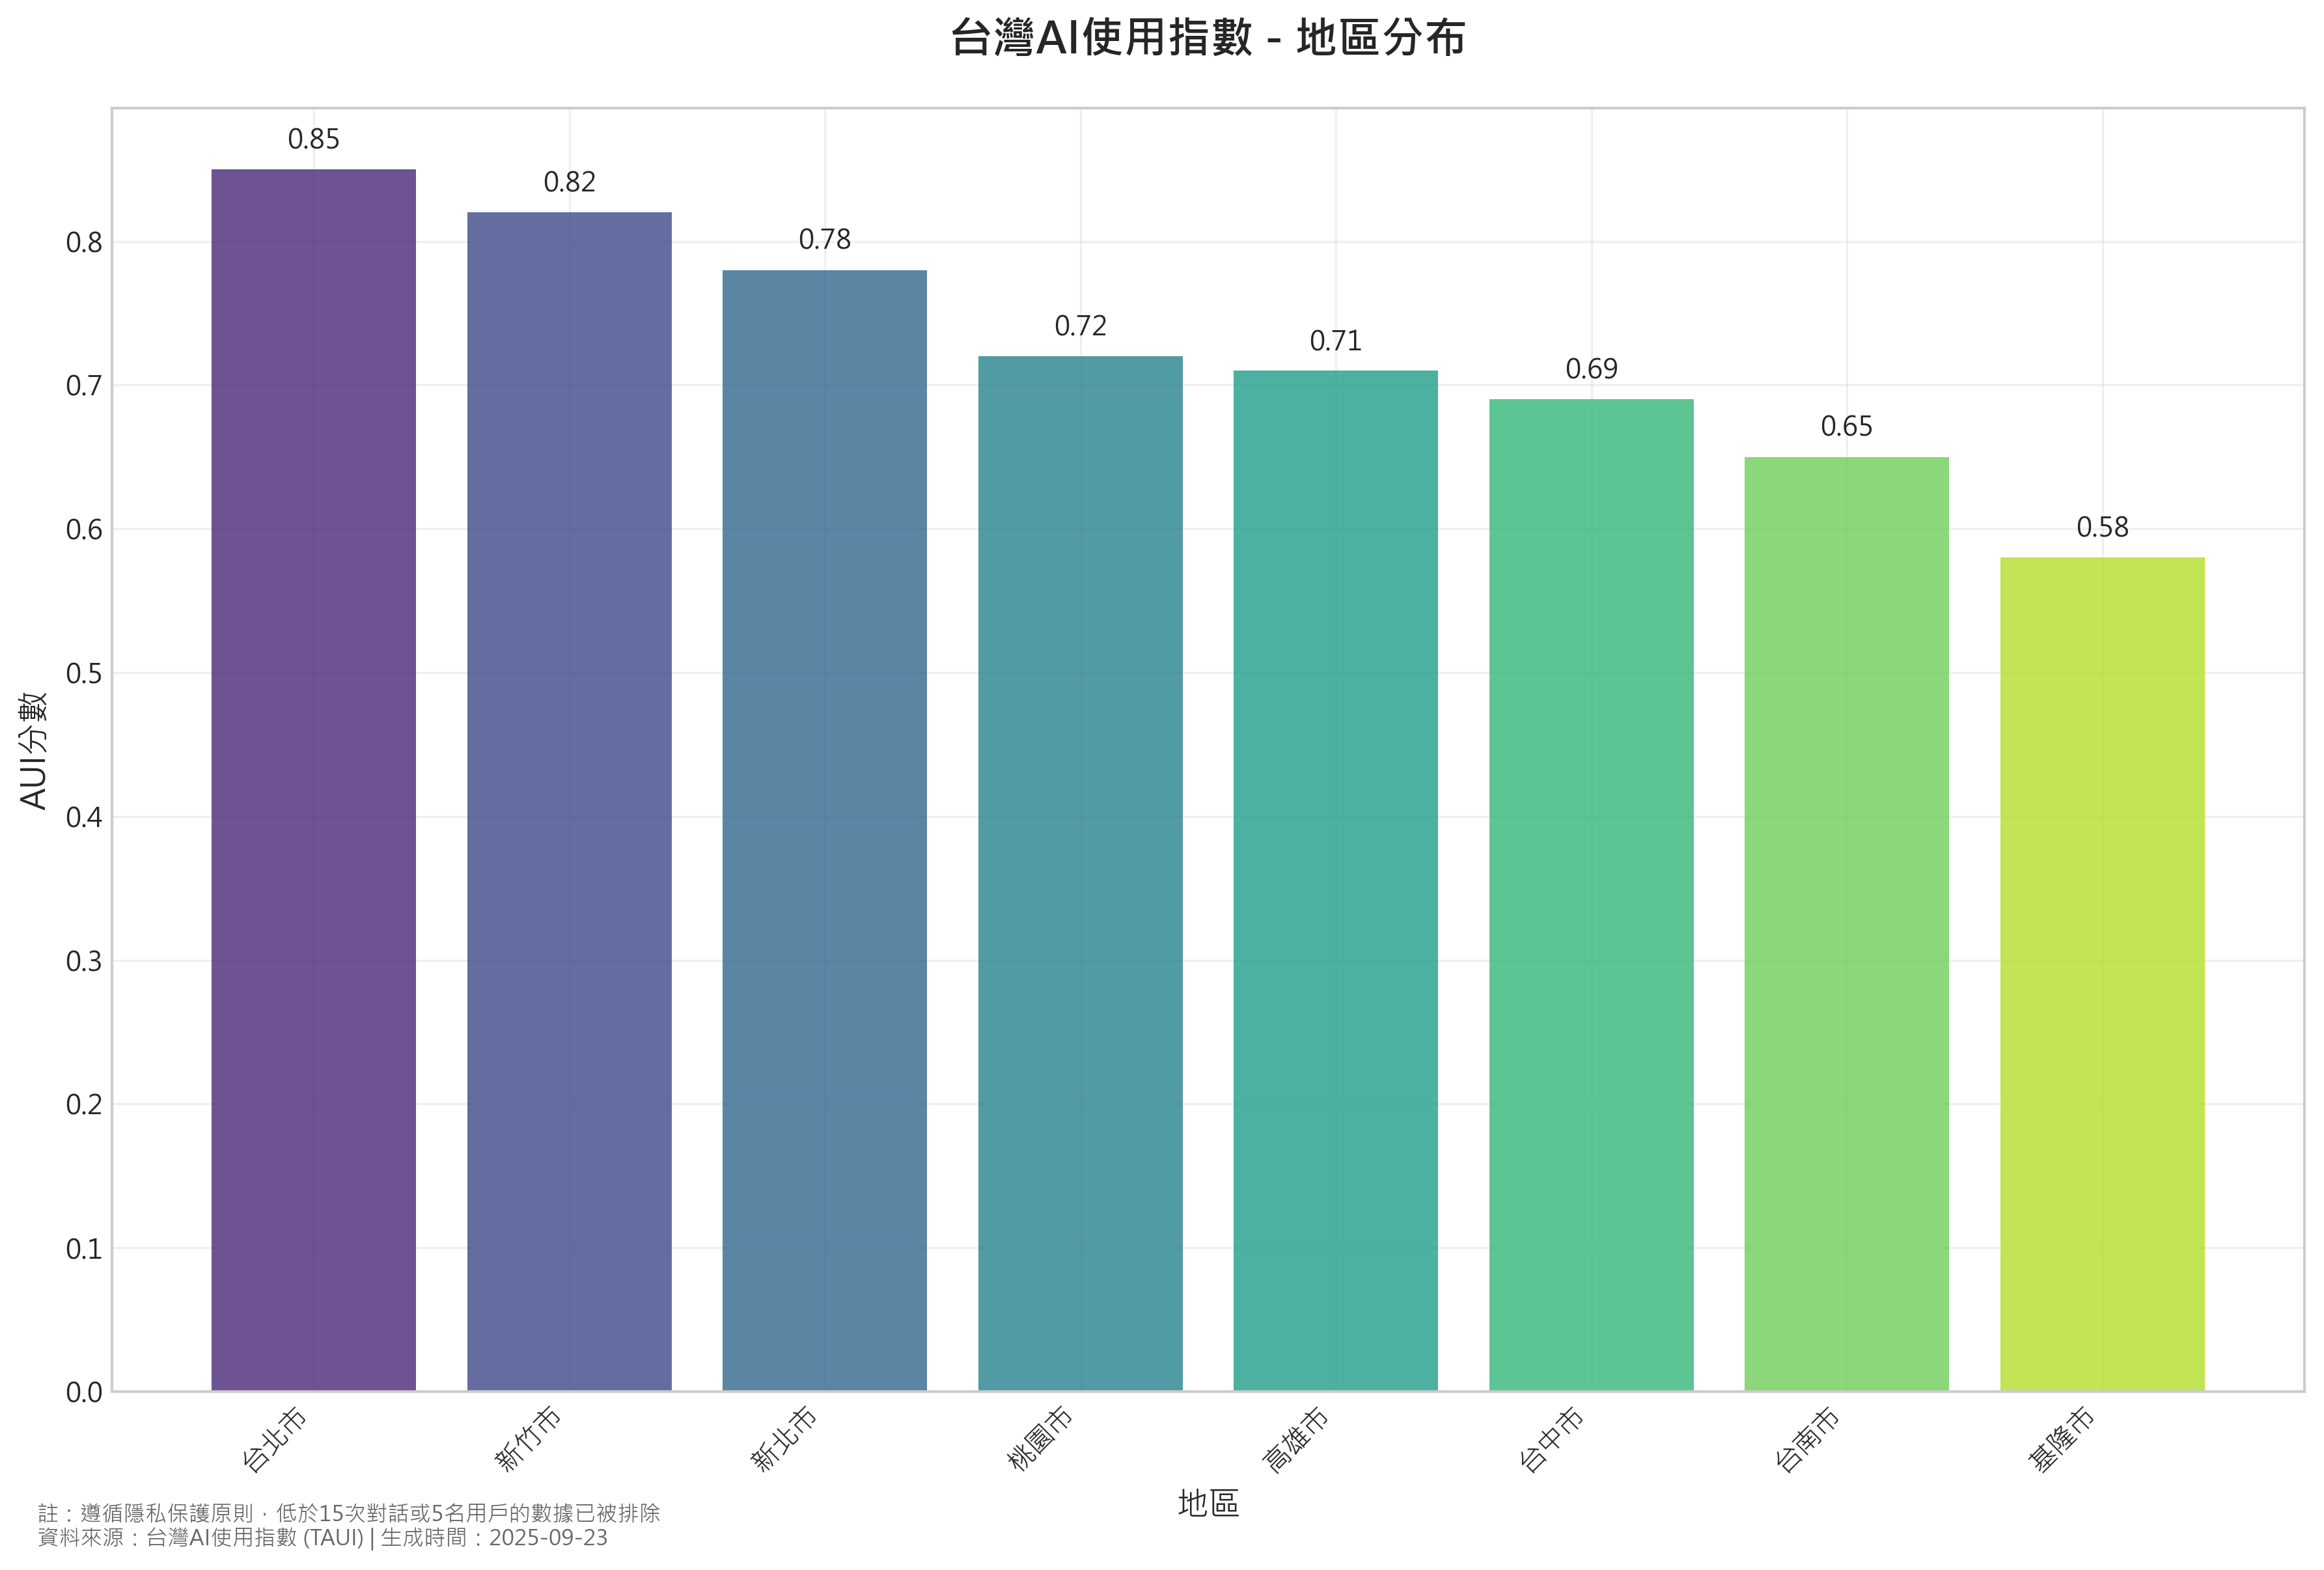 台灣AI使用指數 - 地區分布
0.85
0.82
0.78
0.72
0.71
0.69
0.65
0.58
0.8
0.7
0.6
0.5
0.4
0.3
0.2
0.1
0.0
AUI分數
台北市
新竹市
新北市
桃園市
高雄市
台中市
台南市
基隆市
地區
註：遵循隱私保護原則，低於15次對話或5名用戶的數據已被排除
資料來源：台灣AI使用指數 (TAUI) | 生成時間：2025-09-23